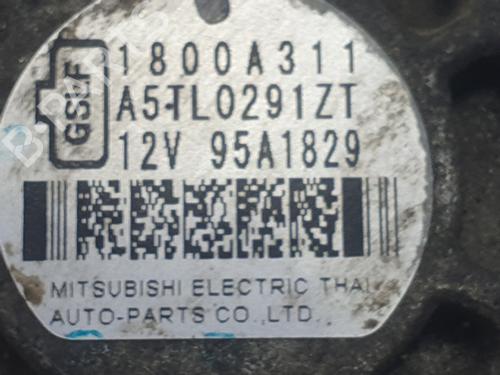 GSLF
1800A311
A5TL0291ZT
12V 95A1829
MITSUBISHI ELECTRIC THAI
AUTO-PARTS CO.,LTD.